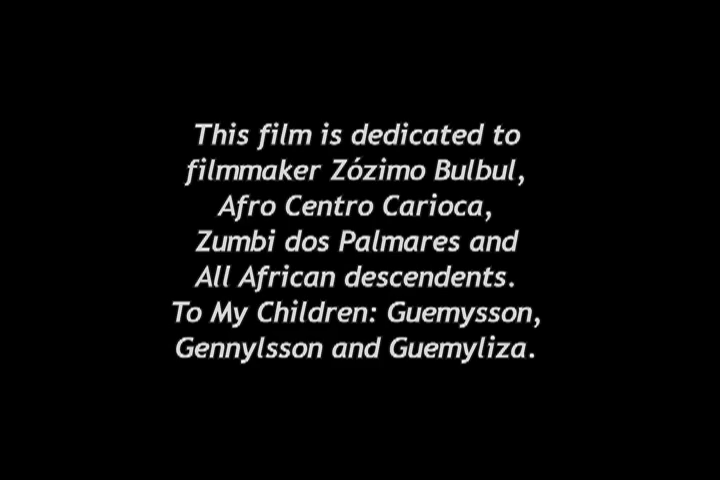 This film is dedicated to
filmmaker Zózimo Bulbul,
Afro Centro Carioca,
Zumbi dos Palmares and
All African descendents.
To My Children: Guemysson,
Gennylsson and Guemyliza.